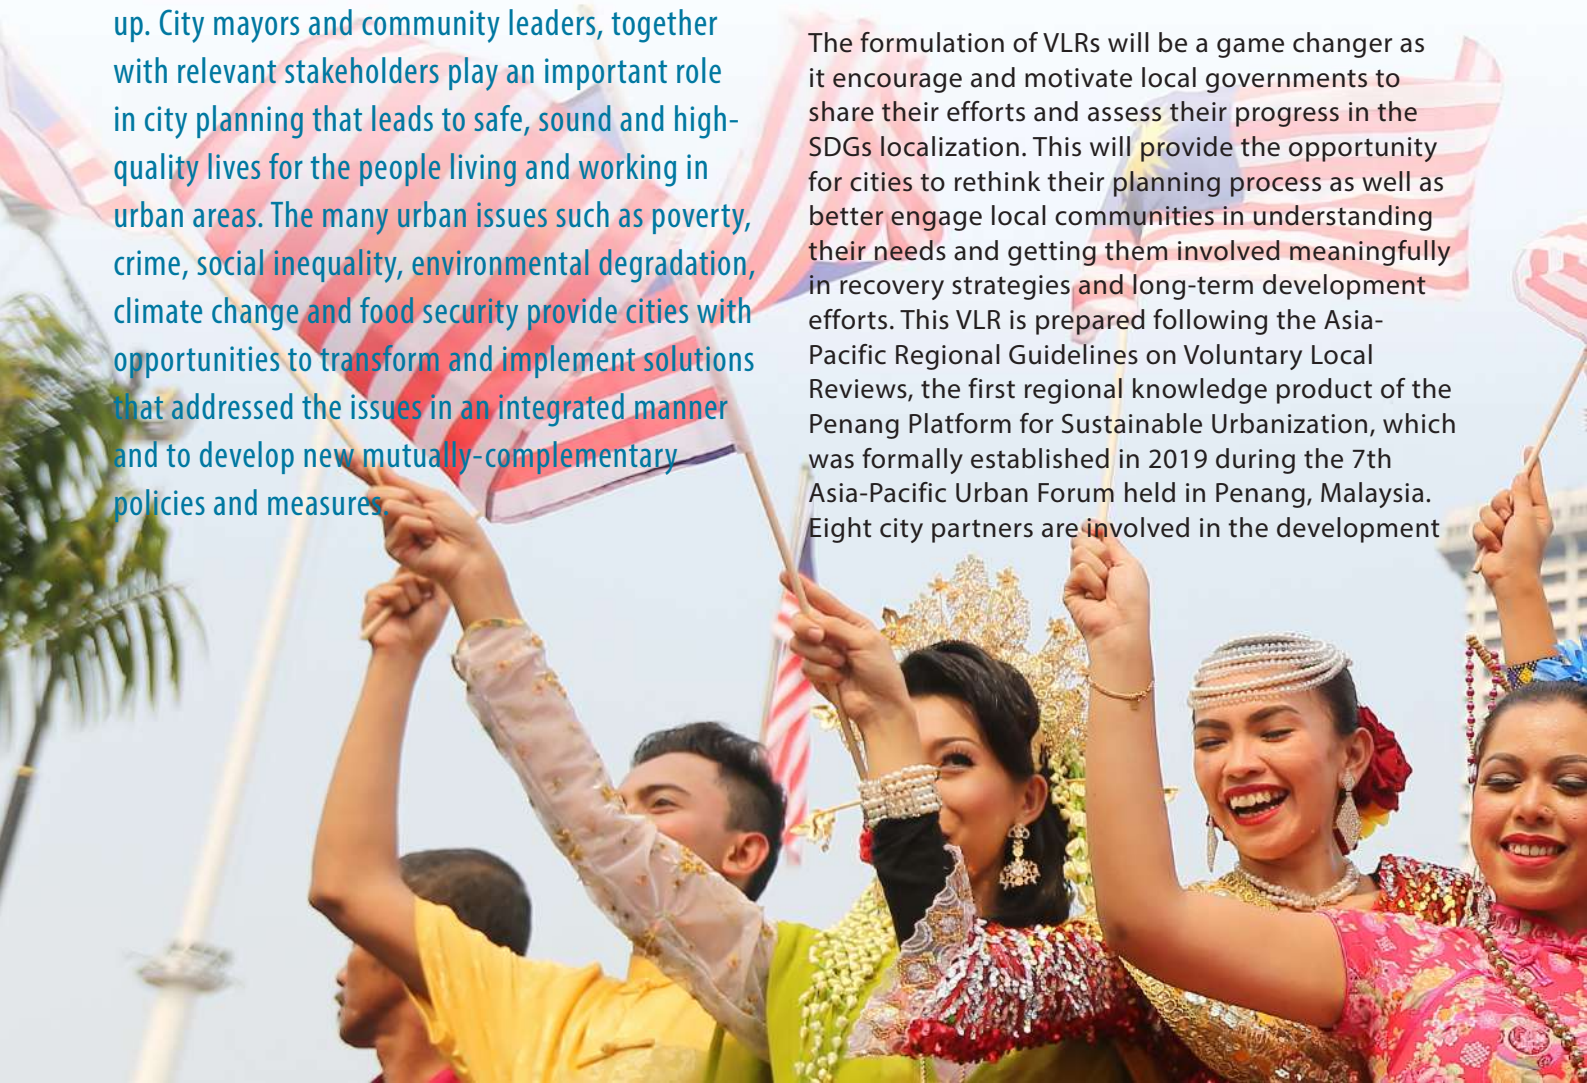 up. City mayors and community leaders, together
with relevant stakeholders play an important role
in city planning that leads to safe, sound and high-
quality lives for the people living and working in
urban areas. The many urban issues such as poverty,
crime, social inequality, environmental degradation,
climate change and food security provide cities with
opportunities to transform and implement solutions
that addressed the issues in an integrated manner
and to develop new mutually-complementary
policies and measures.
The formulation of VLRs will be a game changer as
it encourage and motivate local governments to
share their efforts and assess their progress in the
SDGs localization. This will provide the opportunity
for cities to rethink their planning process as well as
better engage local communities in understanding
their needs and getting them involved meaningfully
in recovery strategies and long-term development
efforts. This VLR is prepared following the Asia-
Pacific Regional Guidelines on Voluntary Local
Reviews, the first regional knowledge product of the
Penang Platform for Sustainable Urbanization, which
was formally established in 2019 during the 7th
Asia-Pacific Urban Forum held in Penang, Malaysia.
Eight city partners are involved in the development